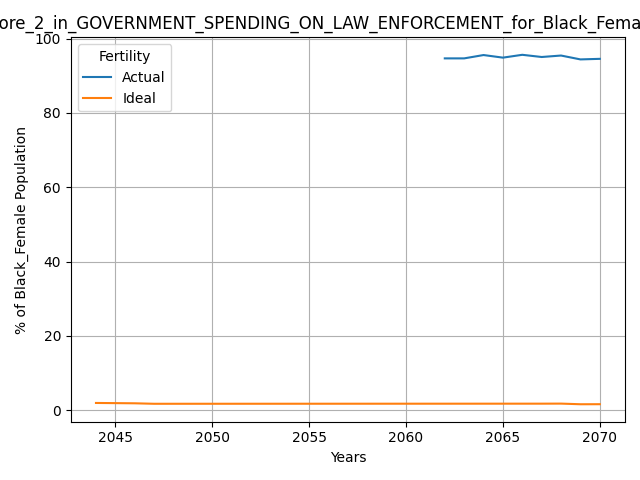 ore_2_in_GOVERNMENT_SPENDING_ON_LAW_ENFORCEMENT_for_Black_Fema
Fertility
Actual
Ideal
% of Black_Female Population
100
80
60
40
20
0
2045 2050 2055 2060 2065 2070
Years